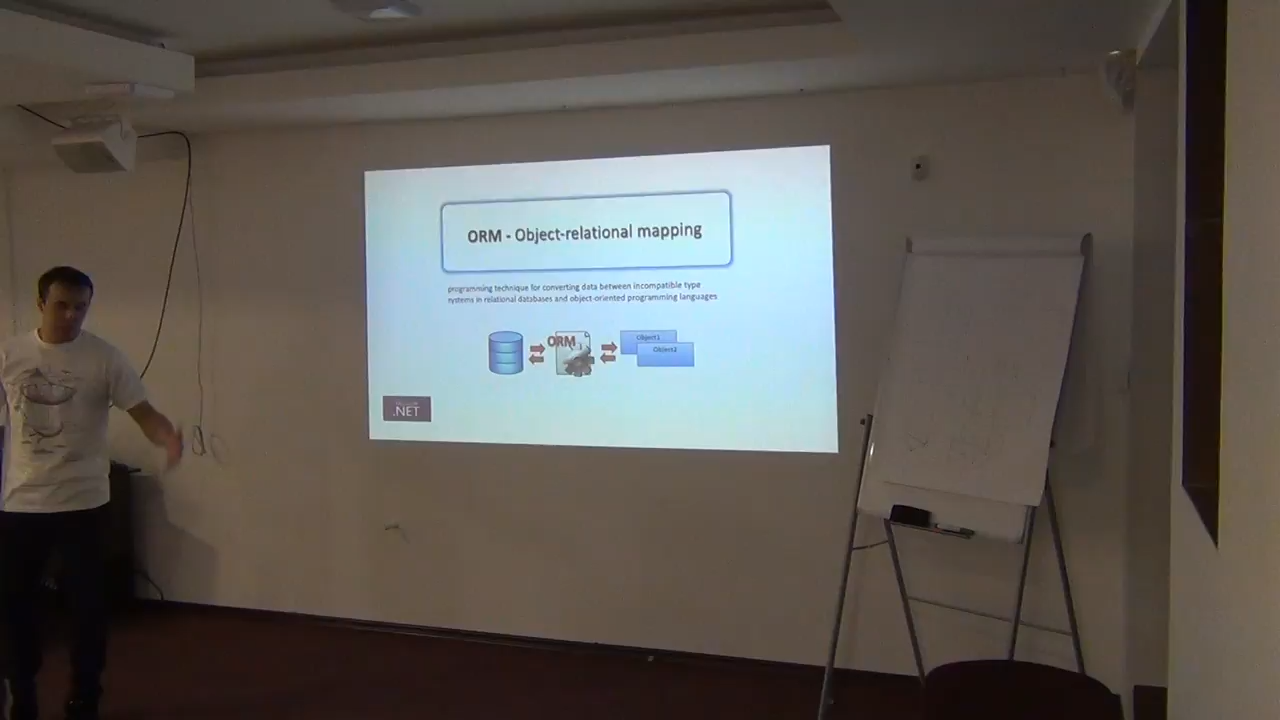 ORM - Object-relational mapping
programming technique for converting data between incompatible type
systems in relational databases and object-oriented programming languages
ORM
Object1
Object2
.NET